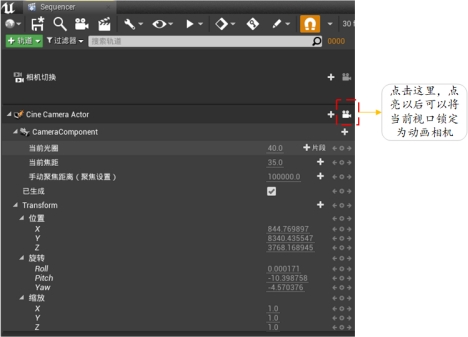 Sequencer
30
轨道
过滤器
搜索轨道
0000
相机切换
Cine Camera Actor
CameraComponent
当前光圈 40.0 片段
当前焦距 35.0
手动聚焦距离（聚焦设置） 100000.0
已生成
Transform
位置
X 844.769897
Y 8340.435547
Z 3768.168945
旋转
Roll 0.000171
Pitch -10.398758
Yaw -4.570376
缩放
X 1.0
Y 1.0
Z 1.0
点击这里，点
亮以后可以将
当前视口锁定
为动画相机